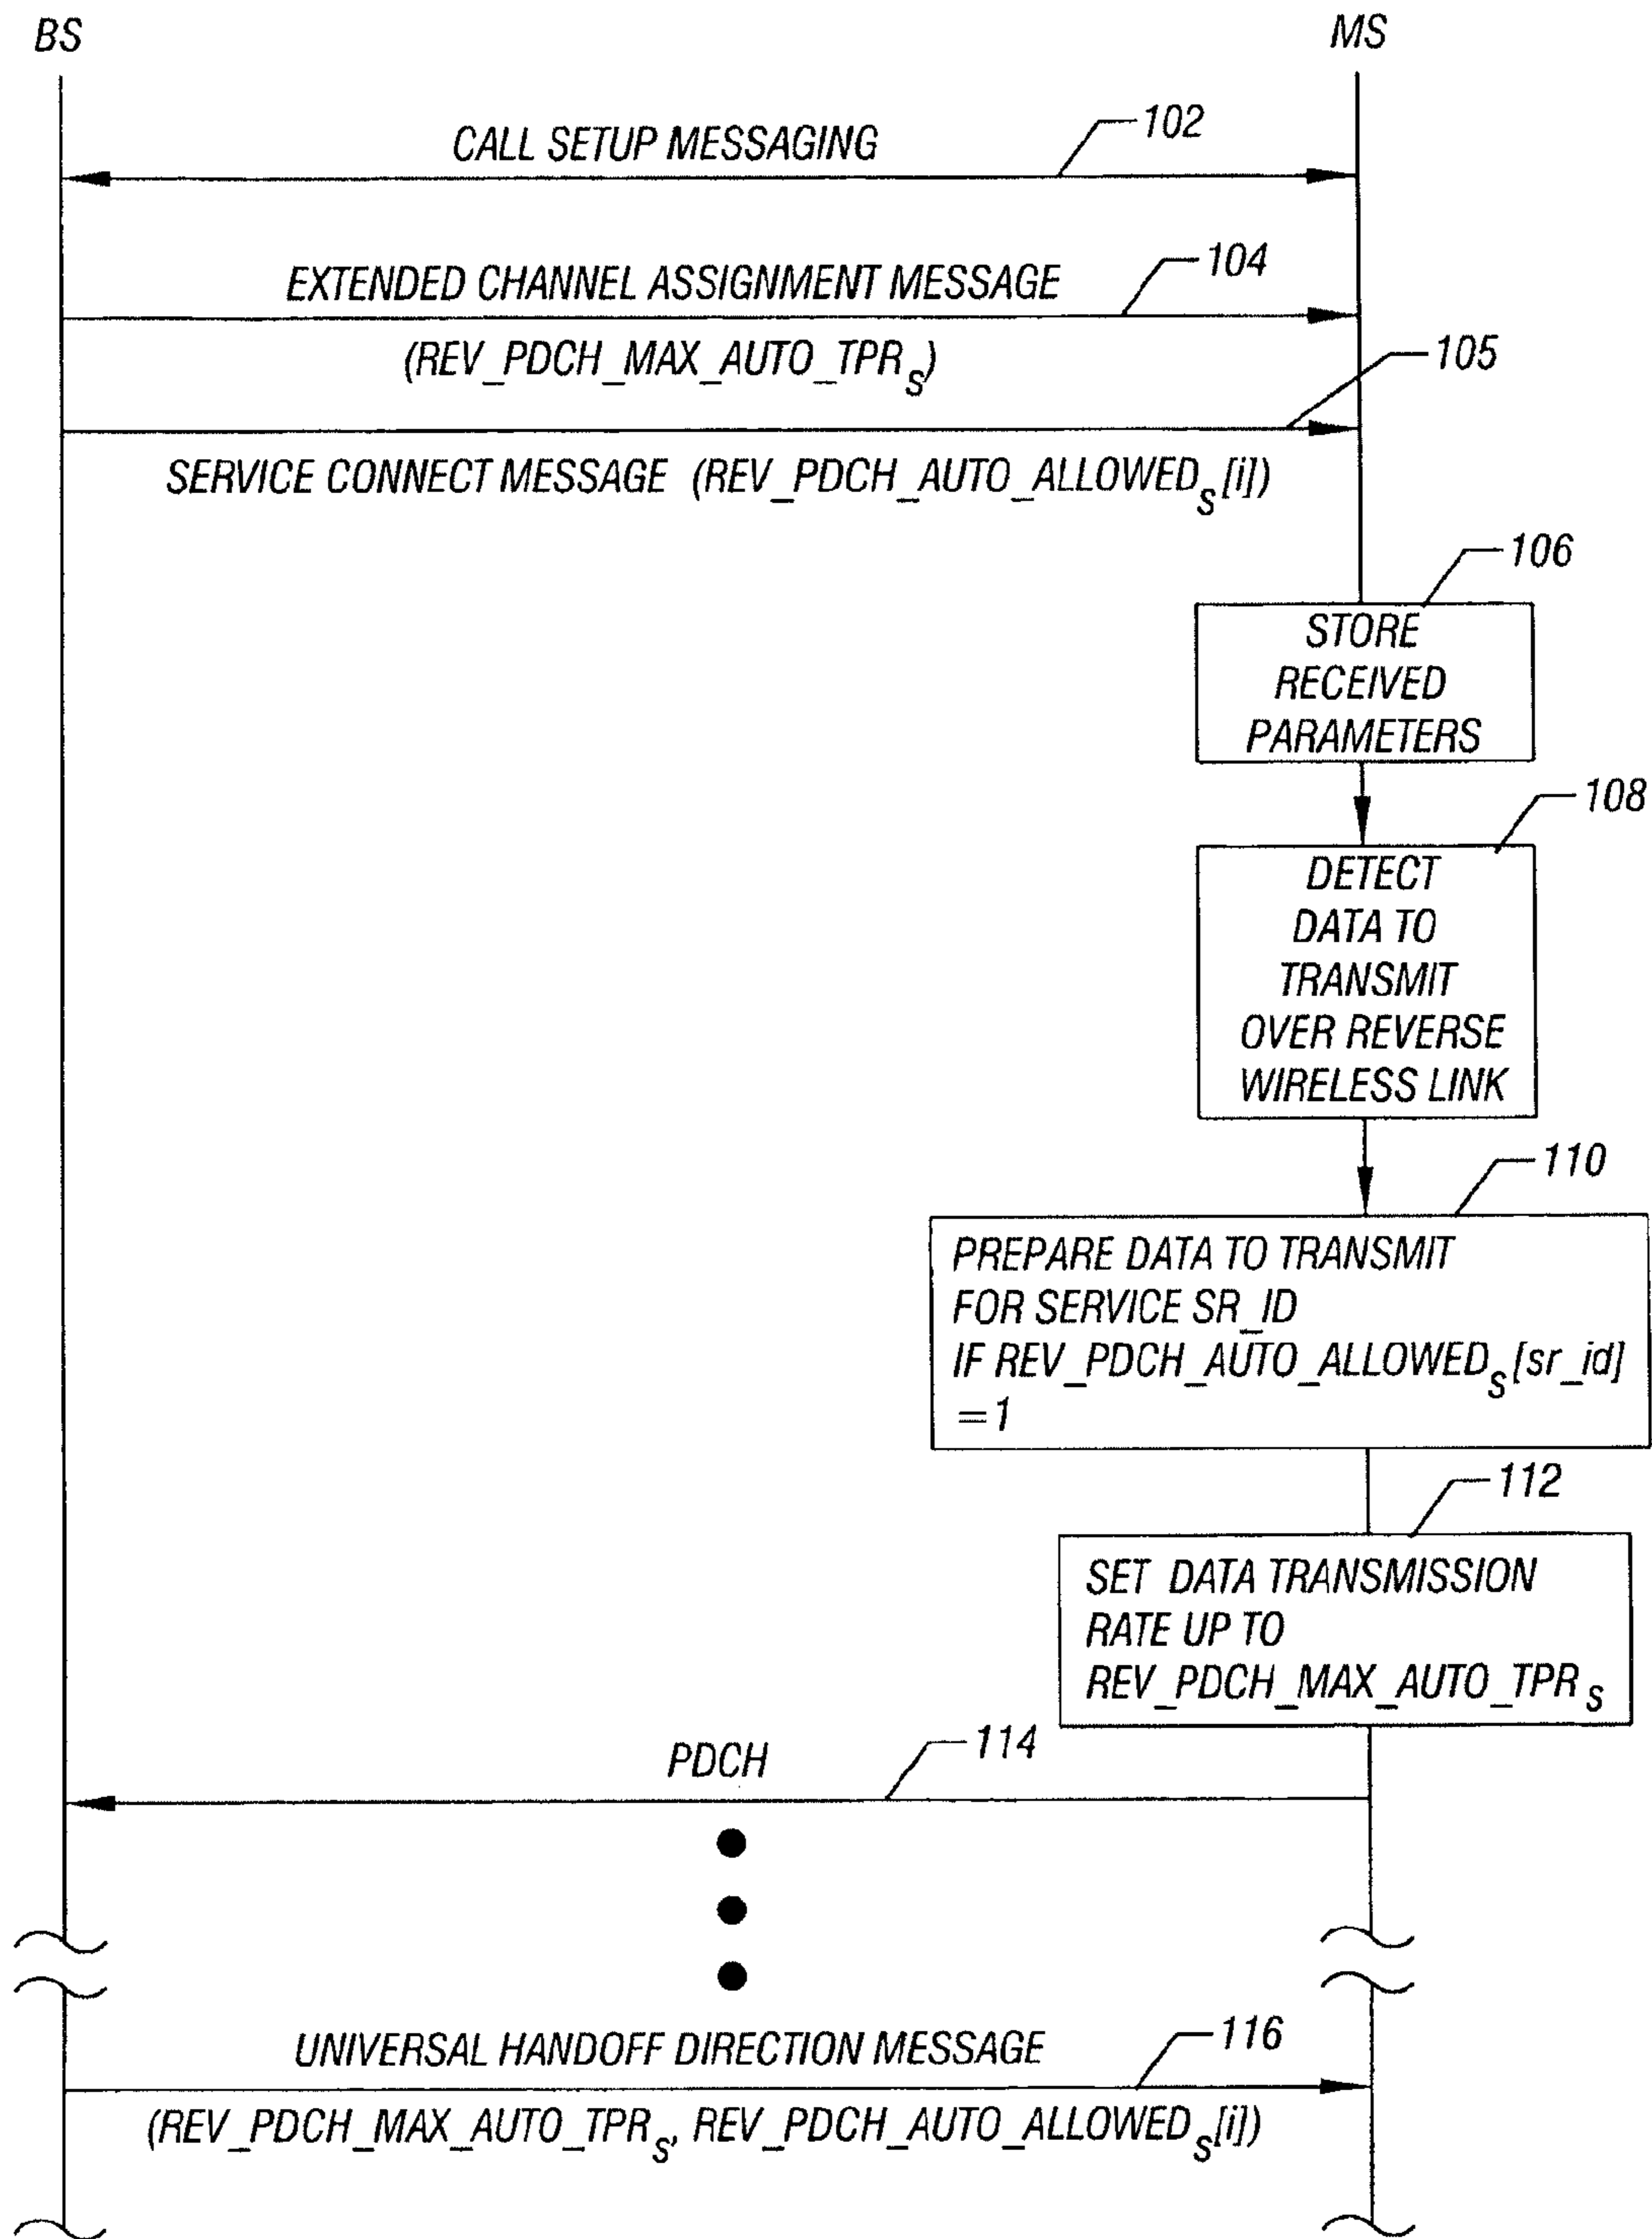 BS
MS
CALL SETUP MESSAGING
102
EXTENDED CHANNEL ASSIGNMENT MESSAGE
104
(REV_PDCH_MAX_AUTO_TPRS)
105
SERVICE CONNECT MESSAGE (REV_PDCH_AUTO_ALLOWEDS[i])
106
STORE
RECEIVED
PARAMETERS
108
DETECT
DATA TO
TRANSMIT
OVER REVERSE
WIRELESS LINK
110
PREPARE DATA TO TRANSMIT
FOR SERVICE SR_ID
IF REV_PDCH_AUTO_ALLOWEDS[sr_id]
=1
112
SET DATA TRANSMISSION
RATE UP TO
REV_PDCH_MAX_AUTO_TPRS
PDCH
114
UNIVERSAL HANDOFF DIRECTION MESSAGE
116
(REV_PDCH_MAX_AUTO_TPRS, REV_PDCH_AUTO_ALLOWEDS[i])